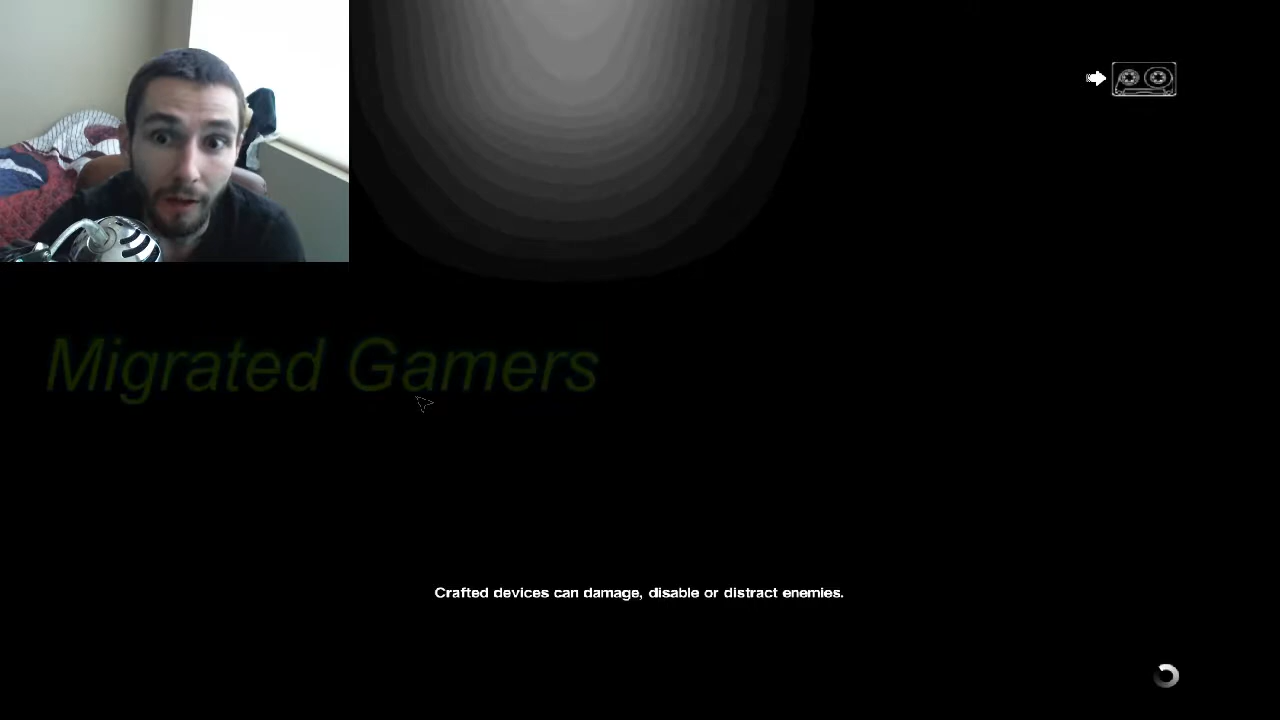 Migrated Gamers
Crafted devices can damage, disable or distract enemies.